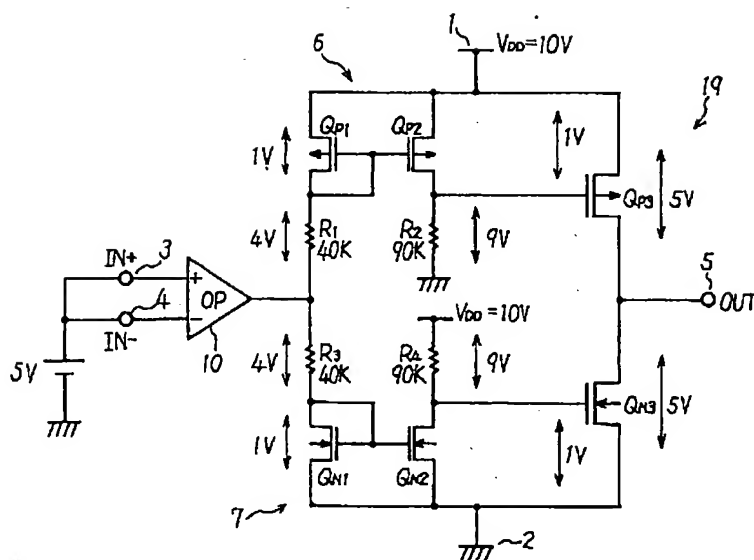 1
VDD=10V
6
19
QP1
QP2
1V
1V
QP3
5V
4V
R1
40K
R2
90K
9V
IN+
3
5
OUT
+
OP
4
IN-
-
10
VDD=10V
5V
4V
R3
40K
R4
90K
9V
QN3
5V
1V
QN1
QN2
1V
7
2